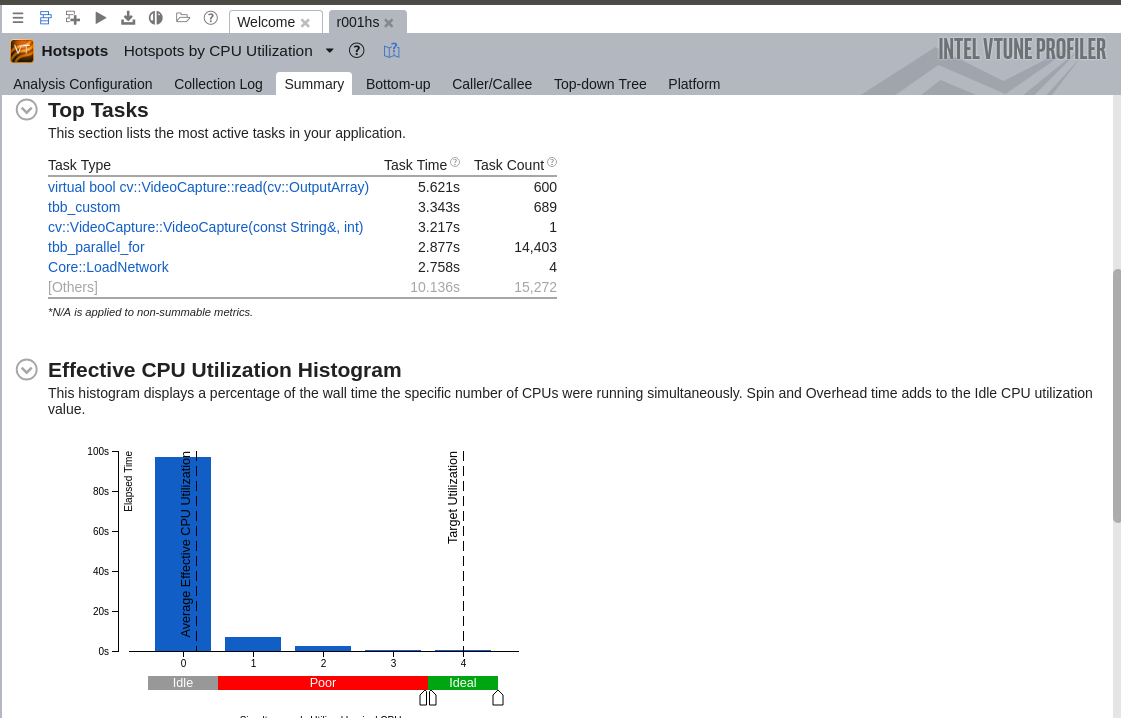 Welcome
r001hs
Hotspots Hotspots by CPU Utilization
INTEL VTUNE PROFILER
Analysis Configuration Collection Log Summary Bottom-up Caller/Callee Top-down Tree Platform
Top Tasks
This section lists the most active tasks in your application.
Task Type Task Time Task Count
virtual bool cv::VideoCapture::read(cv::OutputArray) 5.621s 600
tbb_custom 3.343s 689
cv::VideoCapture::VideoCapture(const String&, int) 3.217s 1
tbb_parallel_for 2.877s 14,403
Core::LoadNetwork 2.758s 4
[Others] 10.136s 15,272
*N/A is applied to non-summable metrics.
Effective CPU Utilization Histogram
This histogram displays a percentage of the wall time the specific number of CPUs were running simultaneously. Spin and Overhead time adds to the Idle CPU utilization
value.
100s
80s
60s
40s
20s
0s
Elapsed Time
Average Effective CPU Utilization
Target Utilization
0 1 2 3 4
Idle Poor Ideal